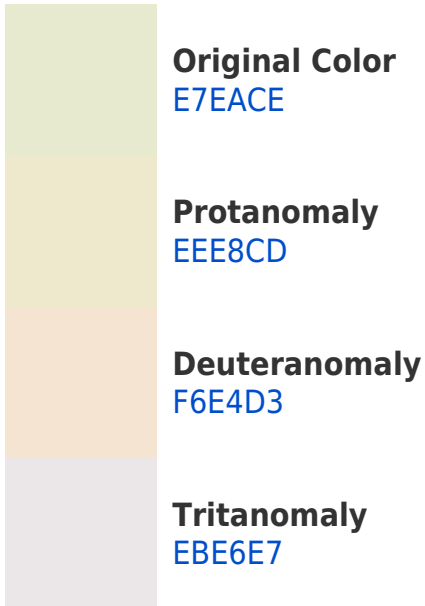 Original Color
E7EACE
Protanomaly
EEE8CD
Deuteranomaly
F6E4D3
Tritanomaly
EBE6E7